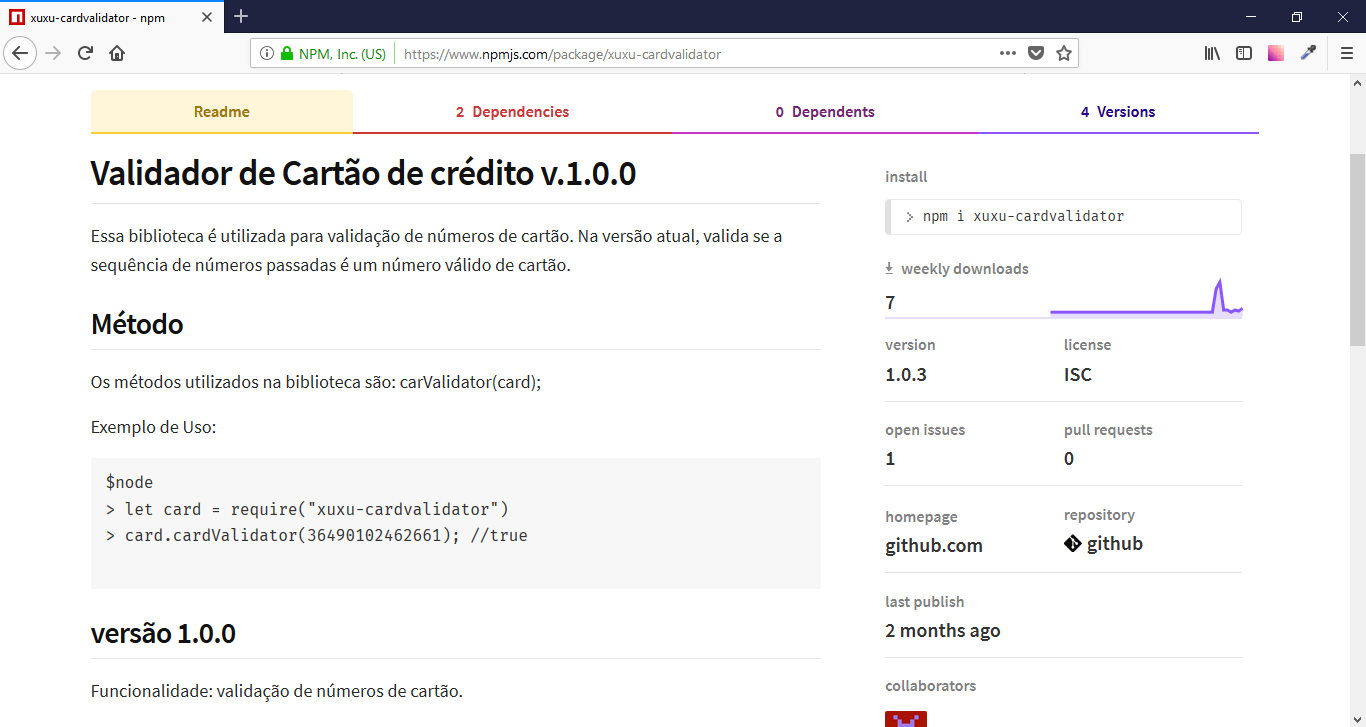 xuxu-cardvalidator - npm
NPM, Inc. (US)
https://www.npmjs.com/package/xuxu-cardvalidator
Readme
2 Dependencies
0 Dependents
4 Versions
Validador de Cartão de crédito v.1.0.0
Essa biblioteca é utilizada para validação de números de cartão. Na versão atual, valida se a
sequência de números passadas é um número válido de cartão.
Método
Os métodos utilizados na biblioteca são: carValidator(card);
Exemplo de Uso:
$node
> let card = require("xuxu-cardvalidator")
> card.cardValidator(36490102462661); //true
versão 1.0.0
Funcionalidade: validação de números de cartão.
install
> npm i xuxu-cardvalidator
weekly downloads
7
version
license
1.0.3
ISC
open issues
pull requests
1
0
homepage
repository
github.com
github
last publish
2 months ago
collaborators